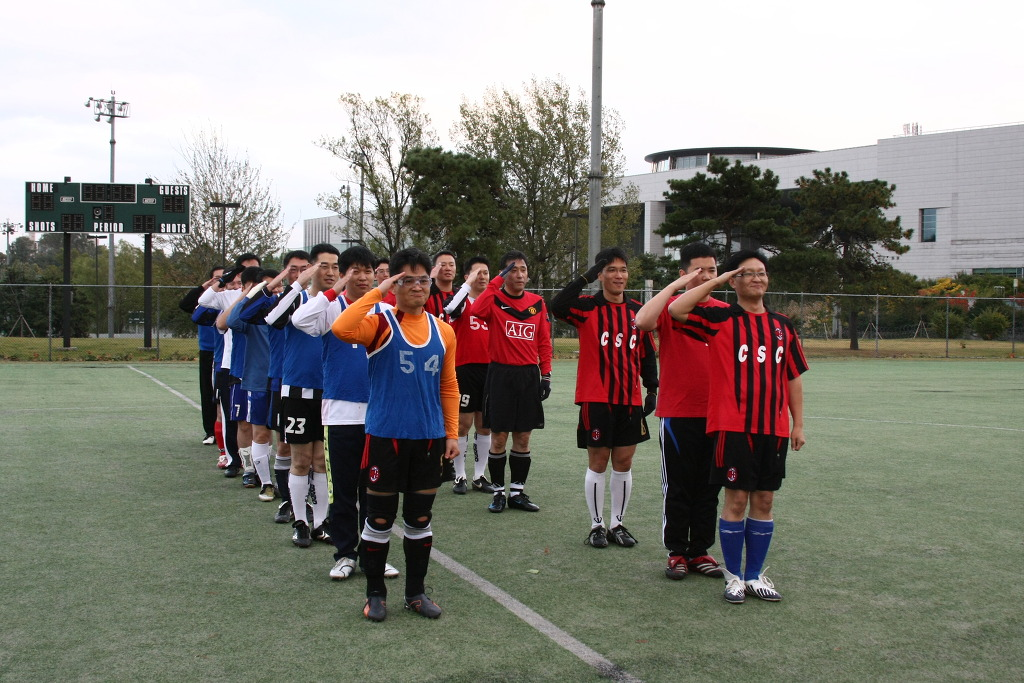 HOME GUESTS
SHOTS PERIOD SHOTS
54
53
AIG
CSC
CSC
23
9
7